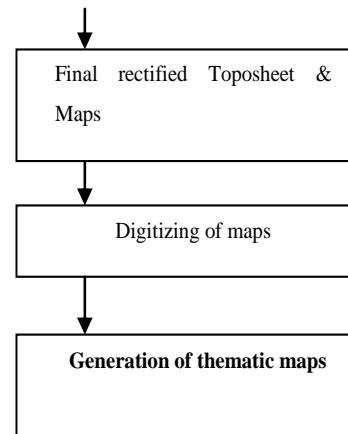 Final rectified Toposheet &
Maps
Digitizing of maps
Generation of thematic maps